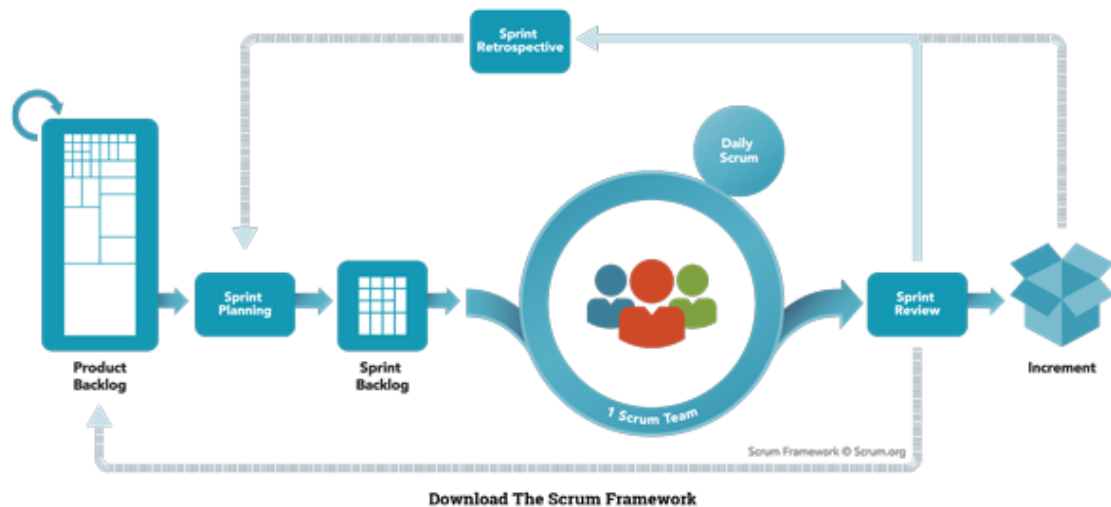 Sprint
Retrospective
Daily
Scrum
Sprint
Planning
Sprint
Review
Product
Backlog
Sprint
Backlog
Increment
1 Scrum Team
Scrum Framework © Scrum.org
Download The Scrum Framework